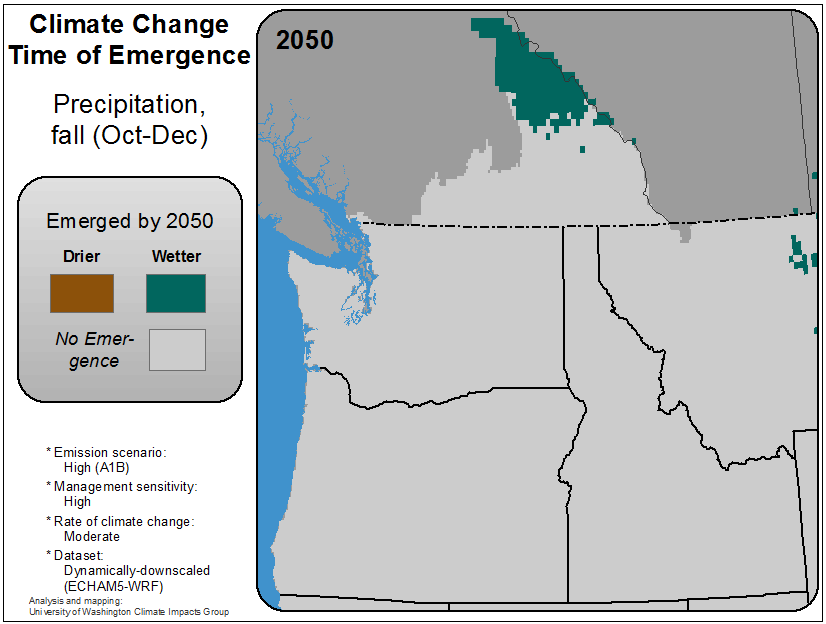 Climate Change
Time of Emergence
Precipitation,
fall (Oct-Dec)
Emerged by 2050
Drier Wetter
No Emer-
gence
* Emission scenario:
High (A1B)
* Management sensitivity:
High
* Rate of climate change:
Moderate
* Dataset:
Dynamically-downscaled
(ECHAM5-WRF)
Analysis and mapping:
University of Washington Climate Impacts Group
2050